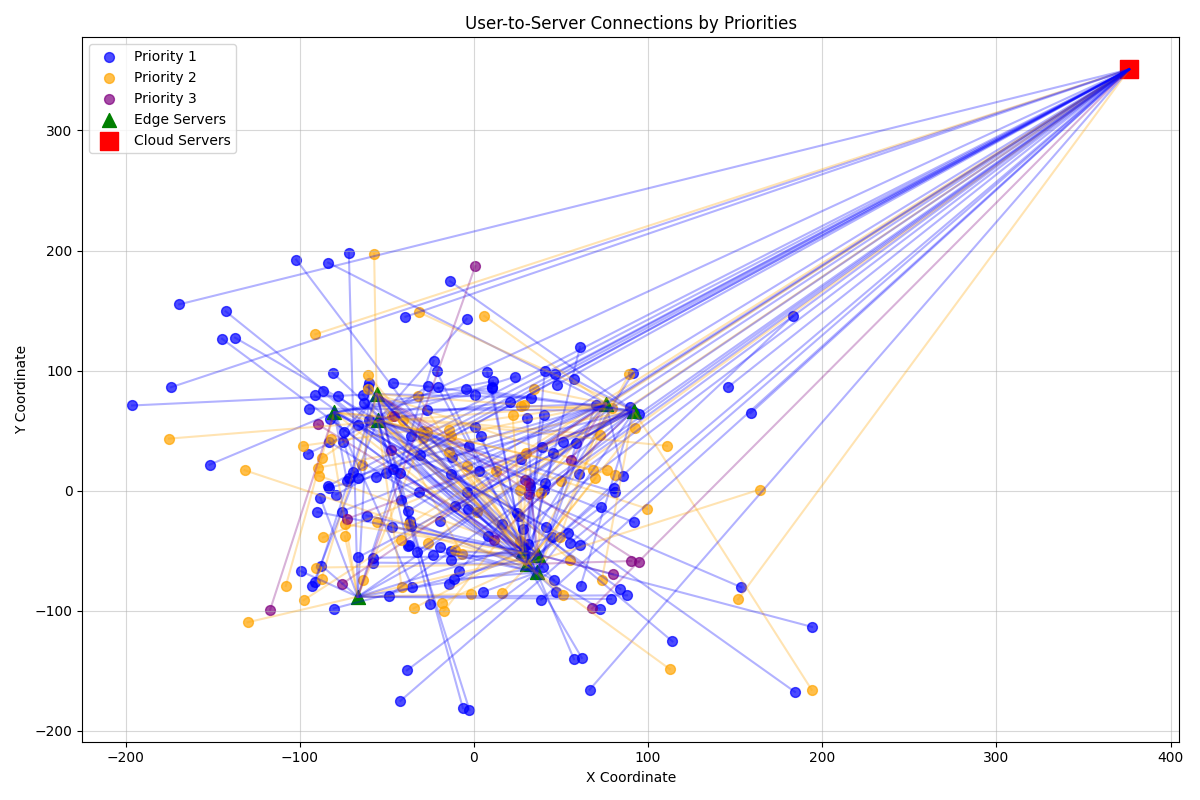 User-to-Server Connections by Priorities
Priority 1
Priority 2
Priority 3
Edge Servers
Cloud Servers
Y Coordinate
300
200
100
0
−100
−200
−200
−100
0
100
200
300
400
X Coordinate